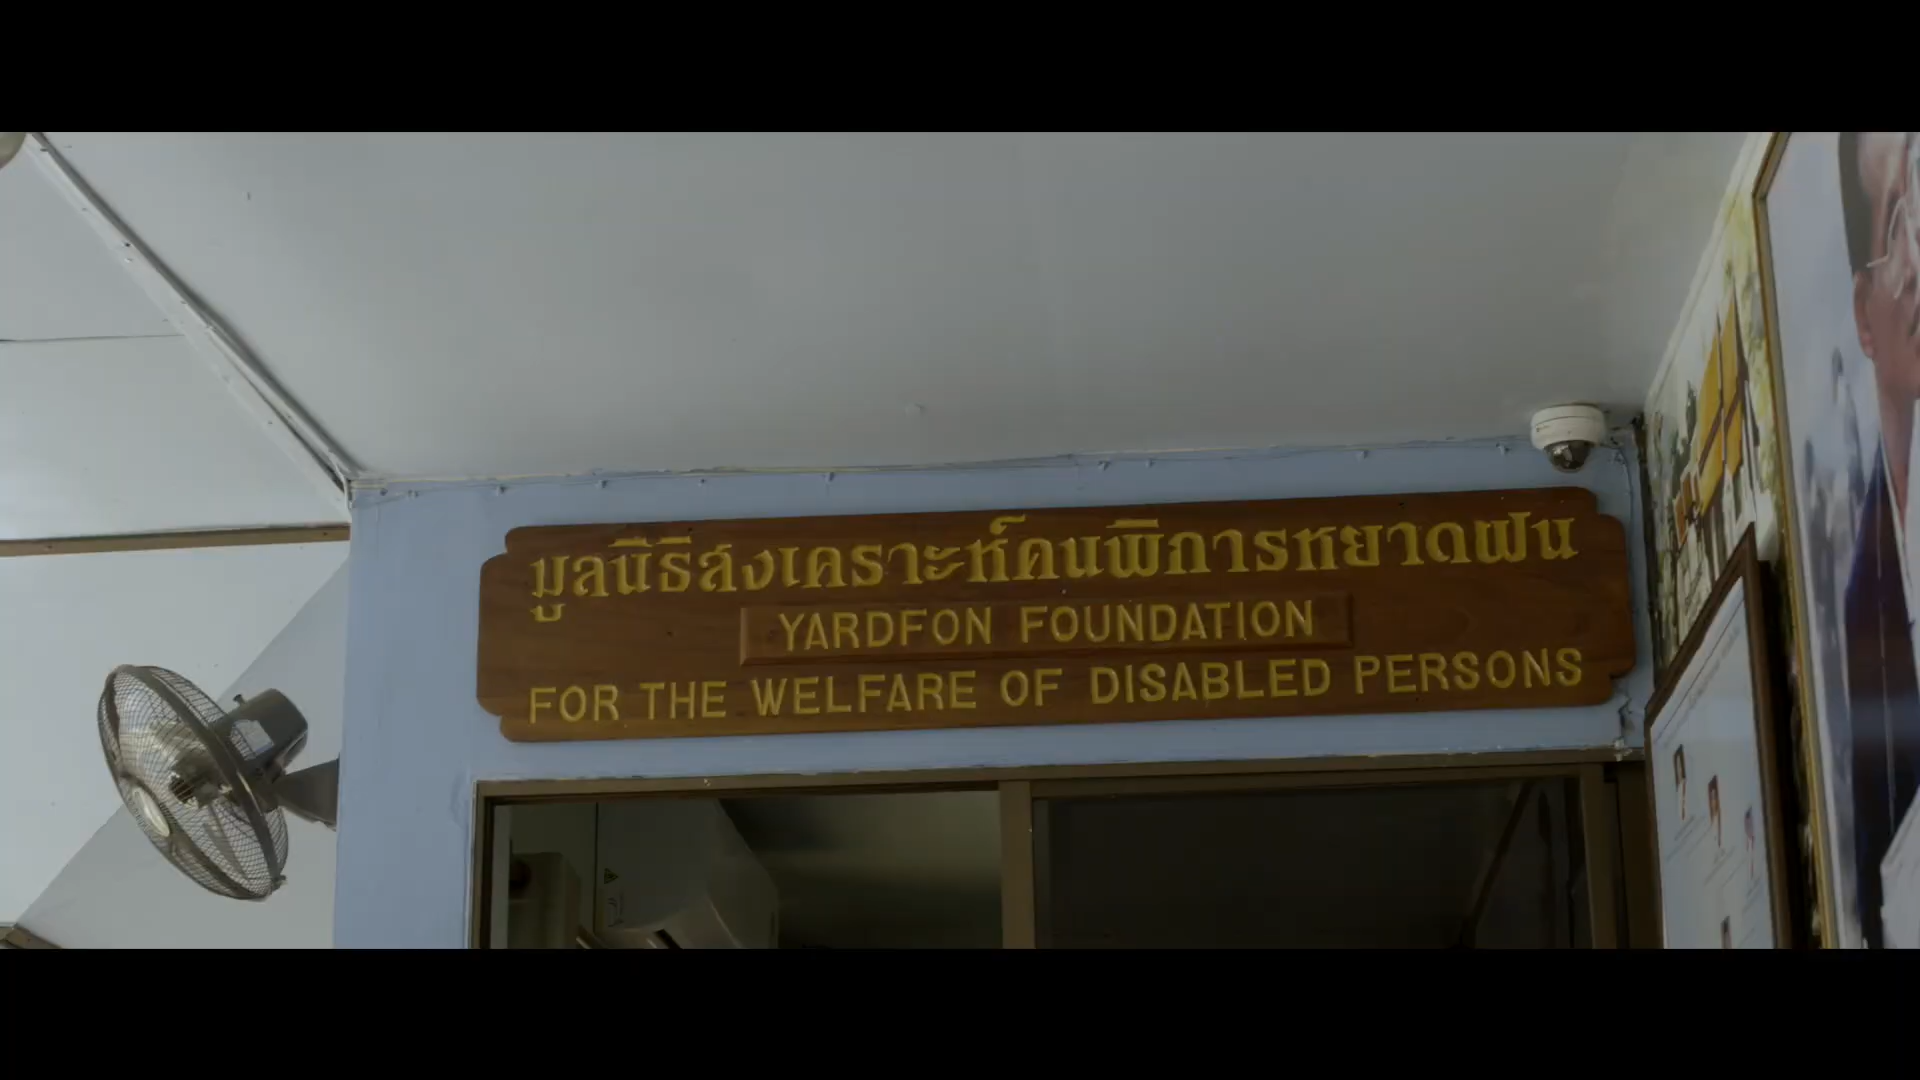 มูลนิธิสงเคราะห์คนพิการหยาดฝน
YARDFON FOUNDATION
FOR THE WELFARE OF DISABLED PERSONS